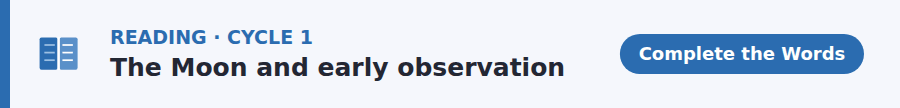 READING · CYCLE 1
The Moon and early observation
Complete the Words